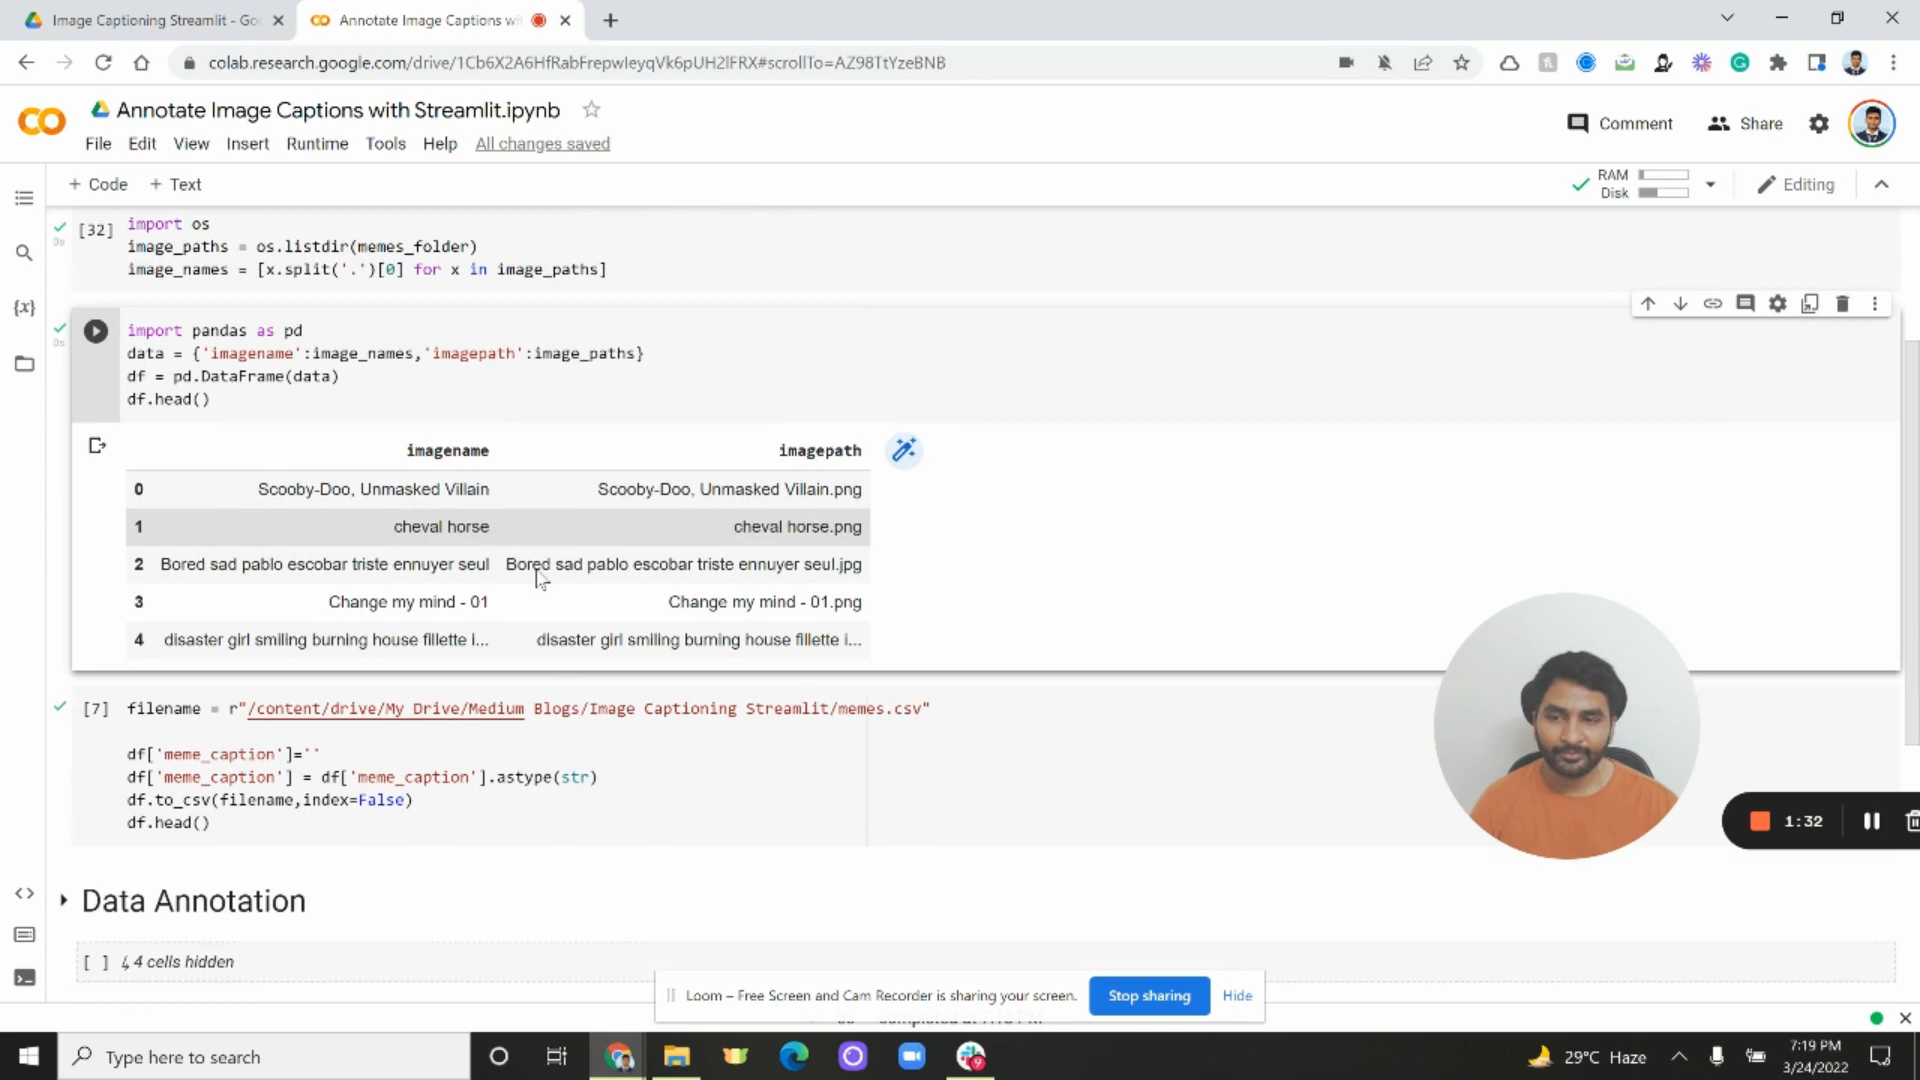 Image Captioning Streamlit - Goo
Annotate Image Captions wi
colab.research.google.com/drive/1Cb6X2A6HfRabFrepwIeyqVk6pUH2lFRX#scrollTo=AZ98TtYzeBNB
Annotate Image Captions with Streamlit.ipynb
Comment
Share
File Edit View Insert Runtime Tools Help All changes saved
+ Code + Text
RAM
Disk
Editing
0s
[32] import os
image_paths = os.listdir(memes_folder)
image_names = [x.split('.')[0] for x in image_paths]
0s
import pandas as pd
data = {'imagename':image_names,'imagepath':image_paths}
df = pd.DataFrame(data)
df.head()
imagename imagepath
0 Scooby-Doo, Unmasked Villain Scooby-Doo, Unmasked Villain.png
1 cheval horse cheval horse.png
2 Bored sad pablo escobar triste ennuyer seul Bored sad pablo escobar triste ennuyer seul.jpg
3 Change my mind - 01 Change my mind - 01.png
4 disaster girl smiling burning house fillette i... disaster girl smiling burning house fillette i...
[7] filename = r"/content/drive/My Drive/Medium Blogs/Image Captioning Streamlit/memes.csv"
df['meme_caption']=''
df['meme_caption'] = df['meme_caption'].astype(str)
df.to_csv(filename,index=False)
df.head()
1:32
Data Annotation
[ ] ↳ 4 cells hidden
Loom – Free Screen and Cam Recorder is sharing your screen. Stop sharing Hide
Type here to search
9
29°C Haze
7:19 PM
3/24/2022